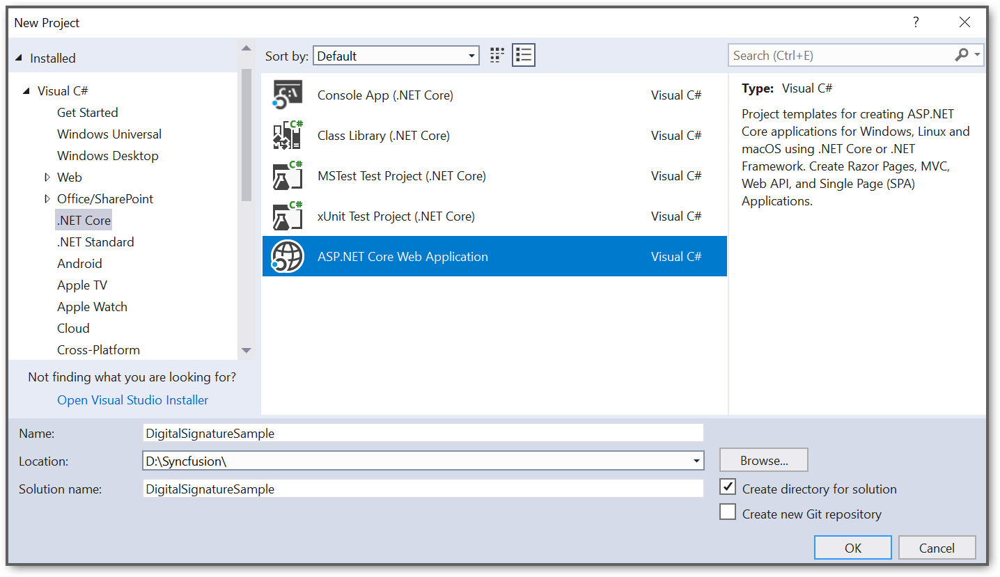 New Project
?
Installed
Visual C#
Get Started
Windows Universal
Windows Desktop
Web
Office/SharePoint
.NET Core
.NET Standard
Android
Apple TV
Apple Watch
Cloud
Cross-Platform
Not finding what you are looking for?
Open Visual Studio Installer
Sort by: Default
Console App (.NET Core) Visual C#
C# Class Library (.NET Core) Visual C#
C# MSTest Test Project (.NET Core) Visual C#
C# xUnit Test Project (.NET Core) Visual C#
ASP.NET Core Web Application Visual C#
Search (Ctrl+E)
Type: Visual C#
Project templates for creating ASP.NET
Core applications for Windows, Linux and
macOS using .NET Core or .NET
Framework. Create Razor Pages, MVC,
Web API, and Single Page (SPA)
Applications.
Name: DigitalSignatureSample
Location: D:\Syncfusion\
Browse...
Solution name: DigitalSignatureSample
Create directory for solution
Create new Git repository
OK
Cancel